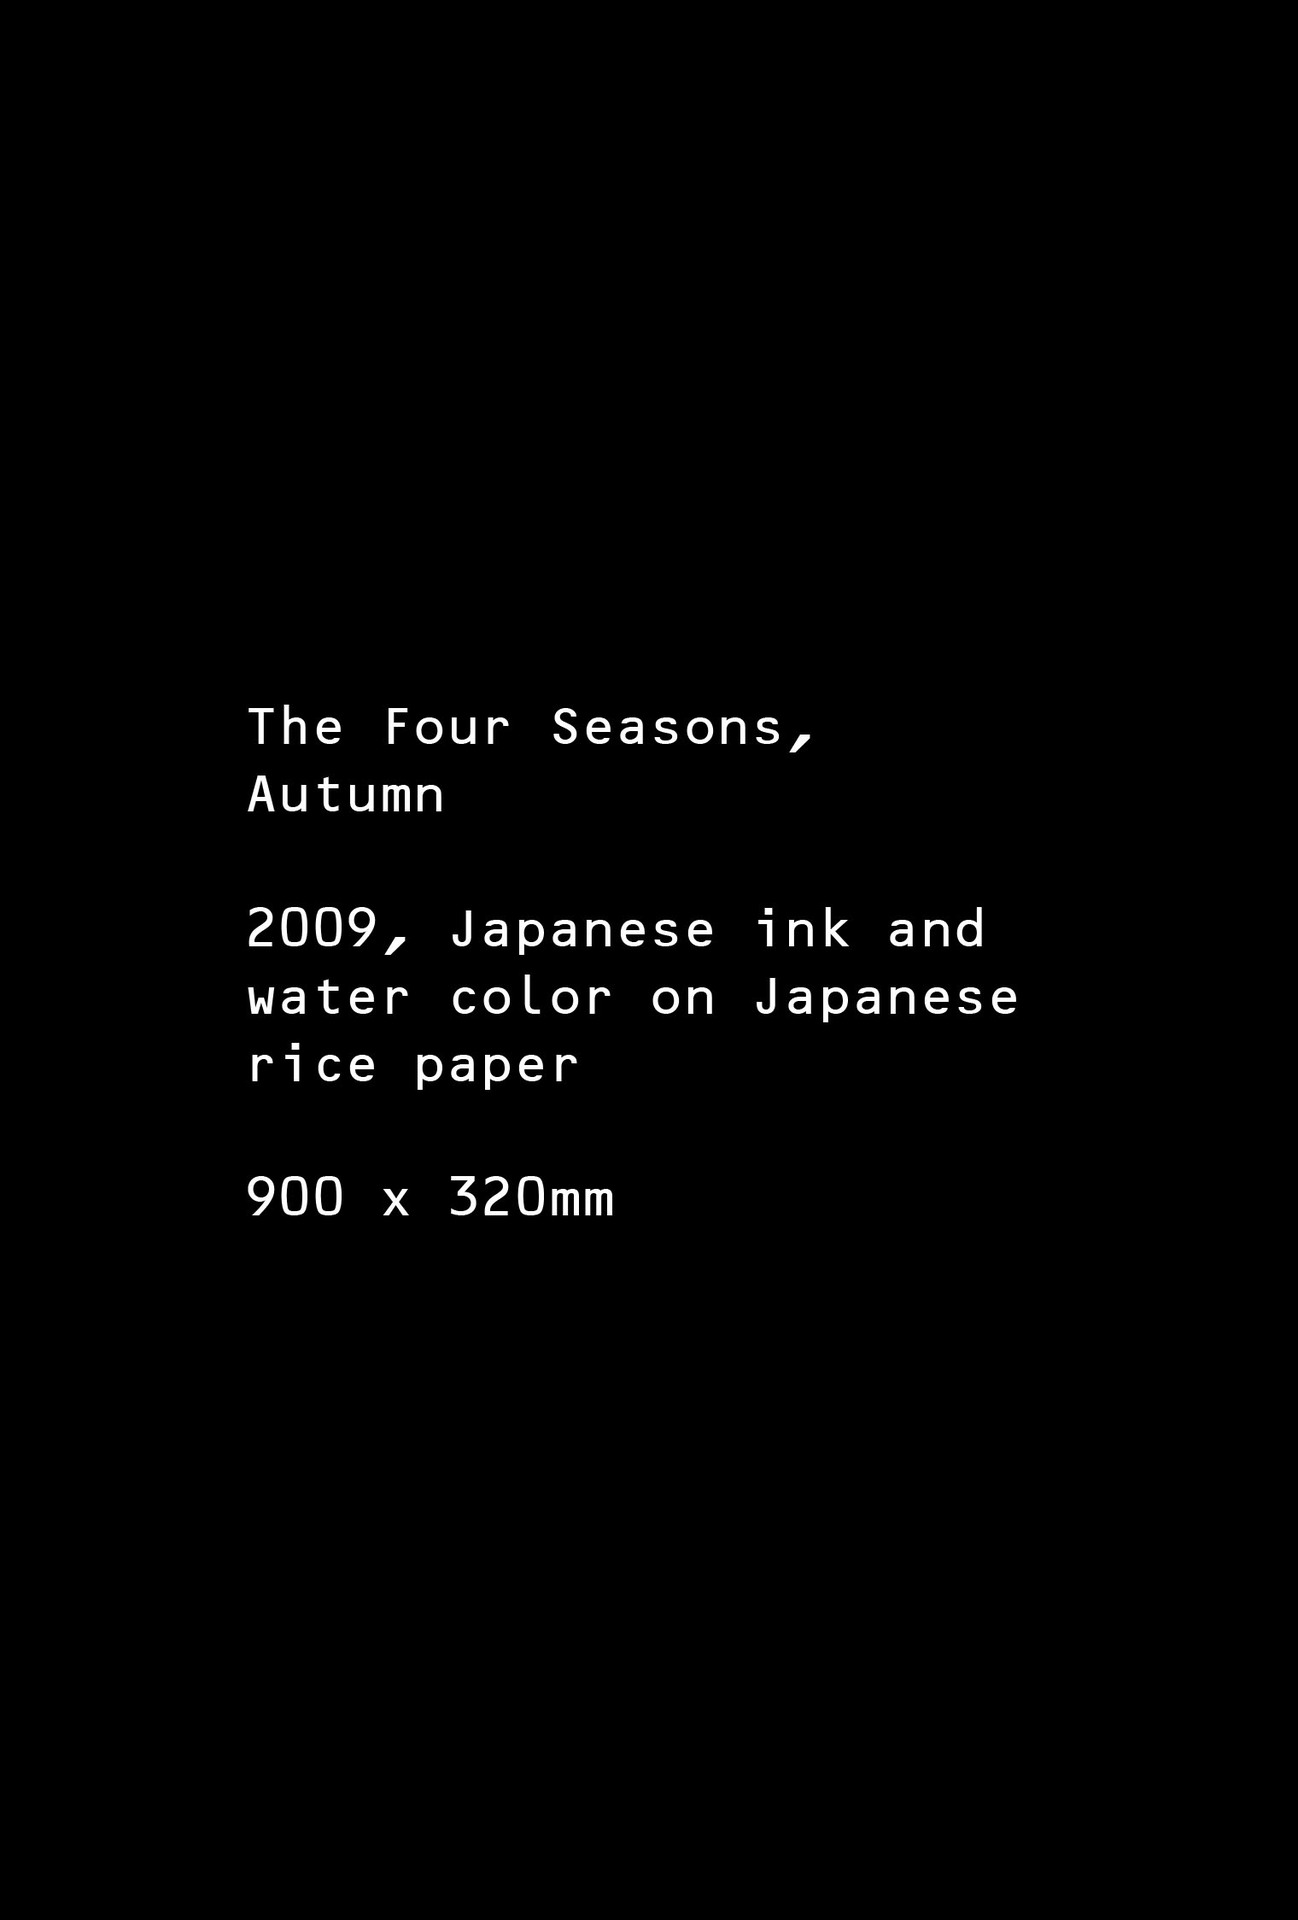 The Four Seasons,
Autumn
2009, Japanese ink and
water color on Japanese
rice paper
900 x 320mm